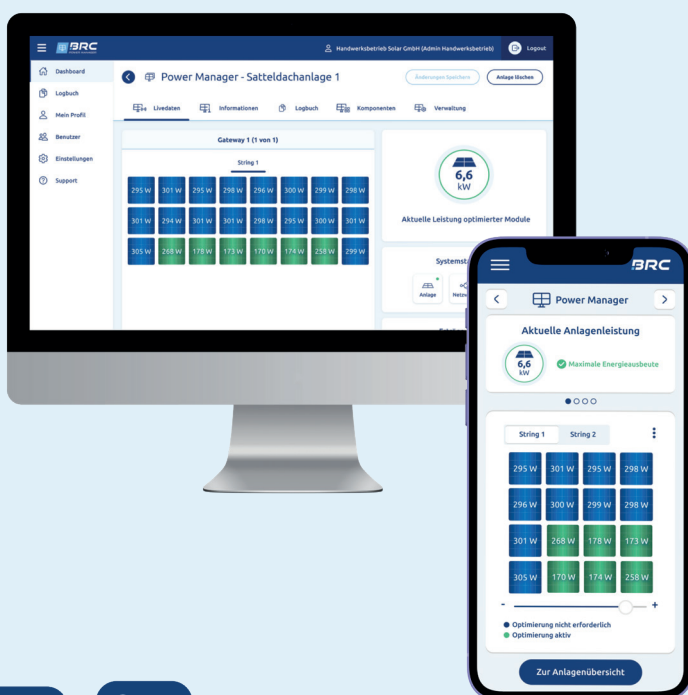 BRC
Handwerksbetrieb Solar GmbH (Admin Handwerksbetrieb)
Logout
Dashboard
Logbuch
Mein Profil
Benutzer
Einstellungen
Support
Power Manager - Satteldachanlage 1
Änderungen Speichern
Anlage löschen
Livedaten
Informationen
Logbuch
Komponenten
Verwaltung
Gateway 1 (1 von 1)
String 1
295 W 301 W 295 W 298 W 296 W 300 W 299 W 298 W
301 W 294 W 301 W 301 W 298 W 295 W 300 W 301 W
305 W 268 W 178 W 173 W 170 W 174 W 258 W 299 W
6,6
kW
Aktuelle Leistung optimierter Module
Systemst
Anlage
Netzw
BRC
Power Manager
Aktuelle Anlagenleistung
6,6
kW
Maximale Energieausbeute
String 1 String 2
295 W 301 W 295 W 298 W
296 W 300 W 299 W 298 W
301 W 268 W 178 W 173 W
305 W 170 W 174 W 258 W
- +
Optimierung nicht erforderlich
Optimierung aktiv
Zur Anlagenübersicht